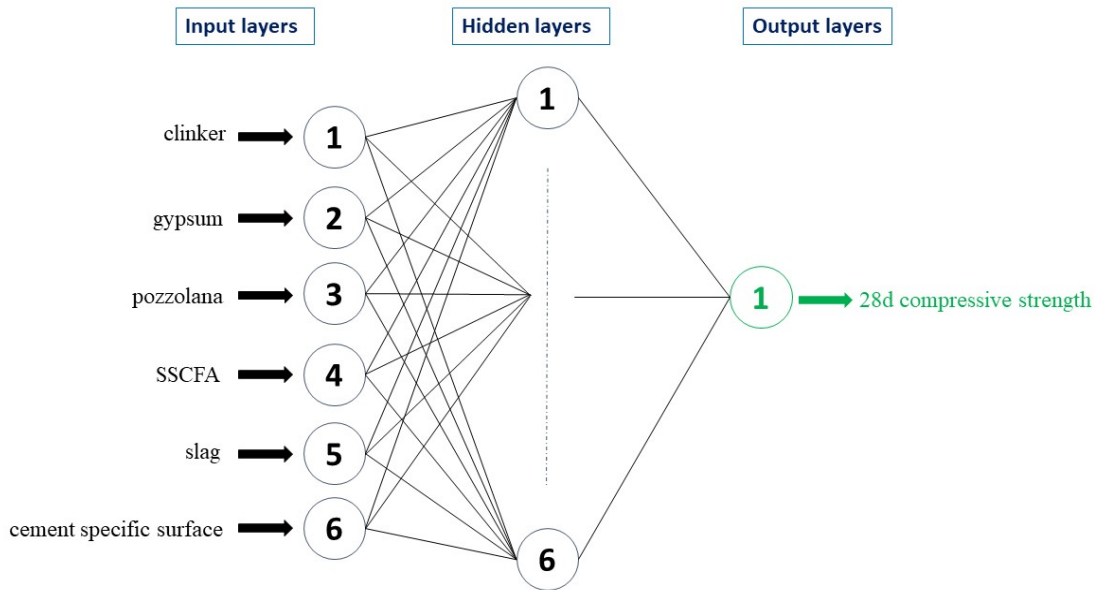 Input layers
Hidden layers
Output layers
clinker
1
gypsum
2
pozzolana
3
SSCFA
4
slag
5
cement specific surface
6
1
6
1
28d compressive strength